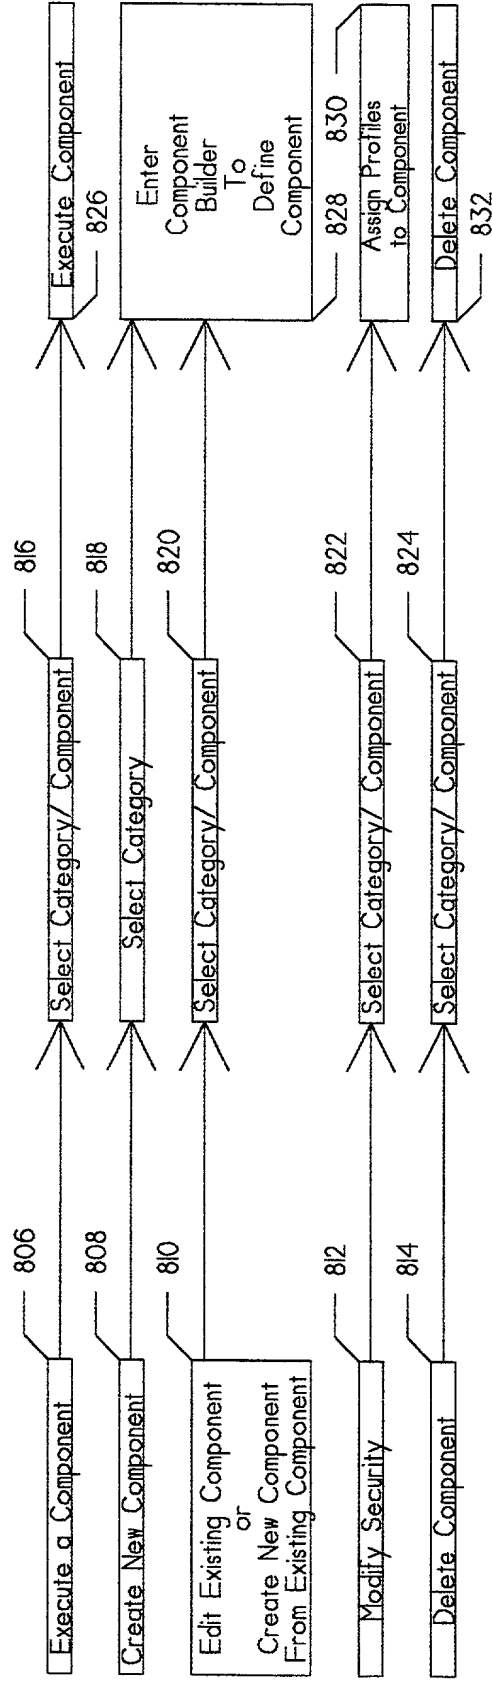 Execute a Component
806
Select Category/ Component
816
Execute Component
826
Create New Component
808
Select Category
818
Enter
Component
Builder
To
Define
Component
828
Edit Existing Component
or
Create New Component
From Existing Component
810
Select Category/ Component
820
Modify Security
812
Select Category/ Component
822
Assign Profiles
to Component
830
Delete Component
814
Select Category/ Component
824
Delete Component
832